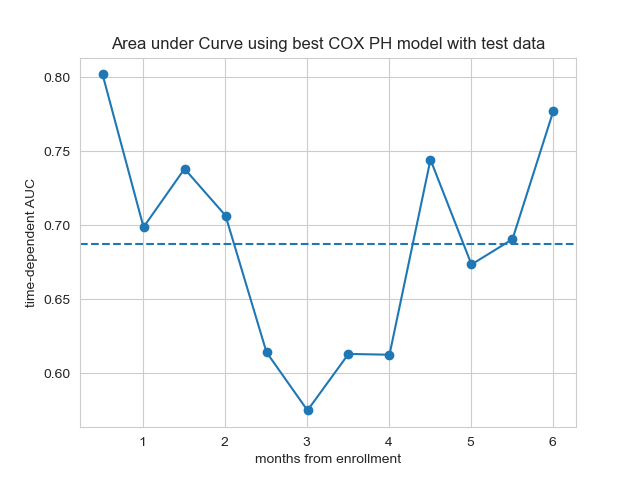 Area under Curve using best COX PH model with test data
0.80
0.75
0.70
0.65
0.60
time-dependent AUC
1 2 3 4 5 6
months from enrollment